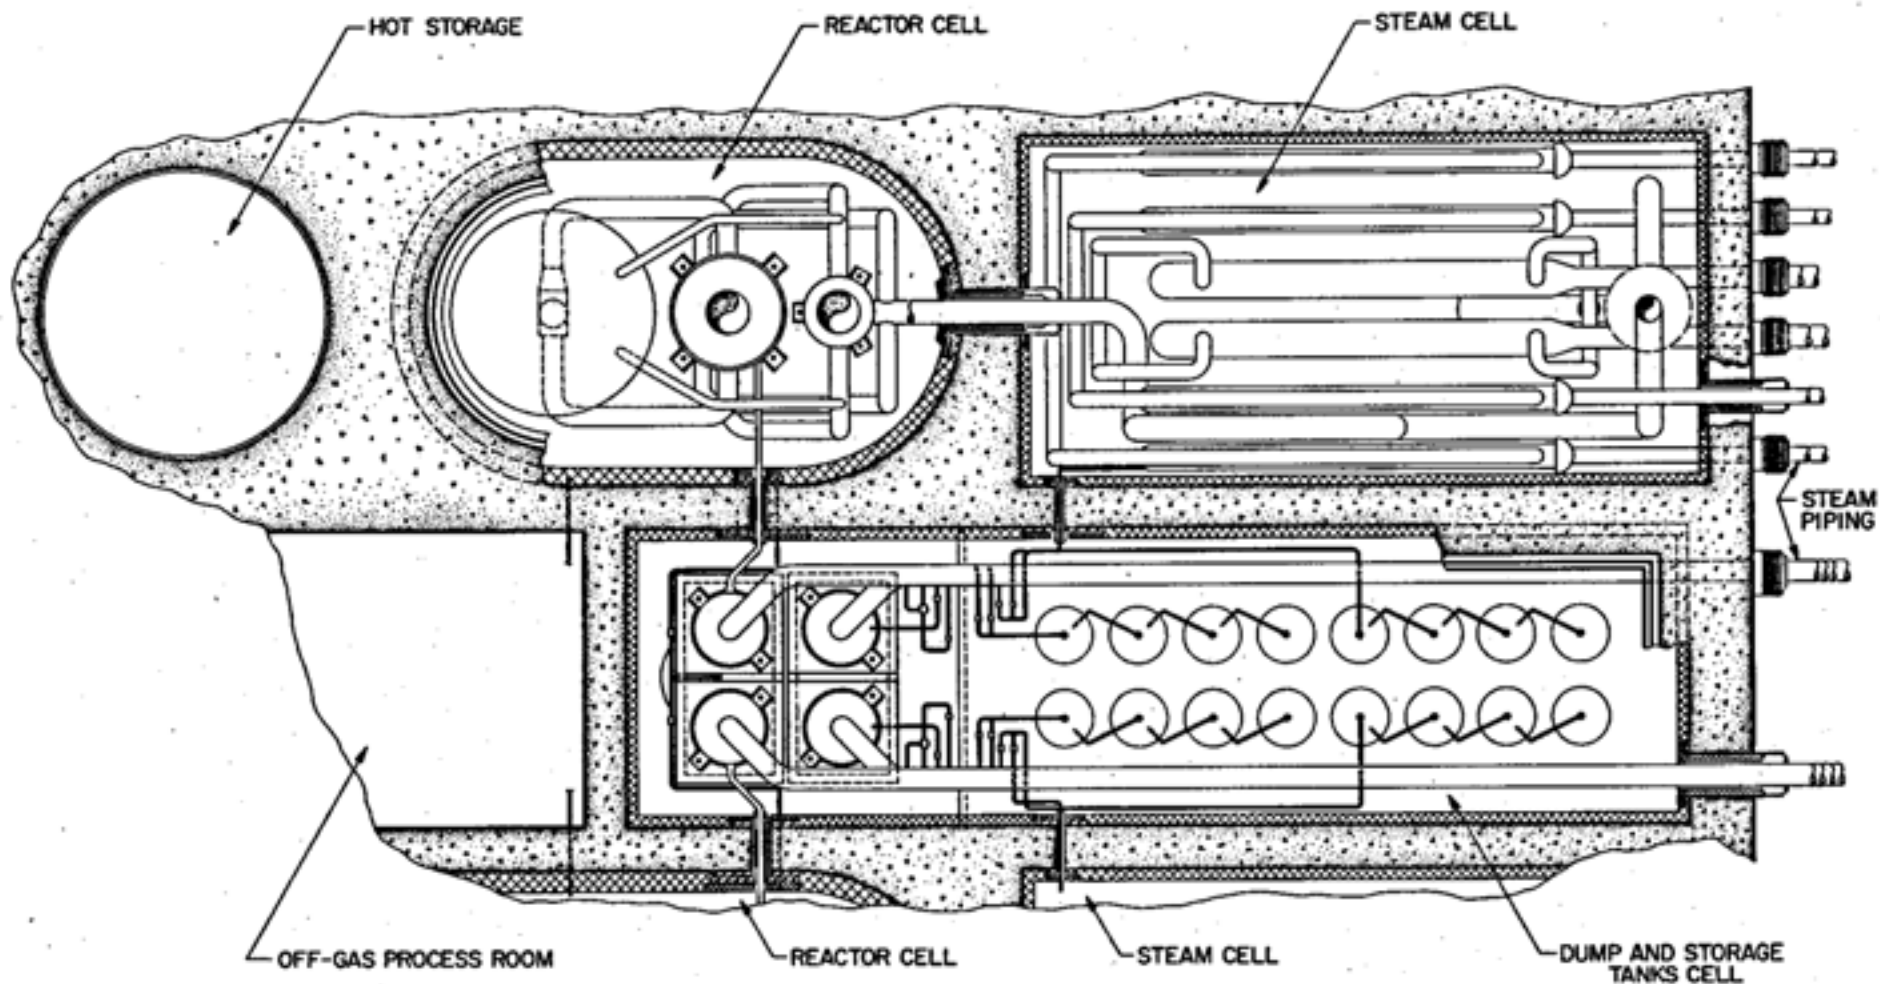 HOT STORAGE
REACTOR CELL
STEAM CELL
STEAM
PIPING
OFF-GAS PROCESS ROOM
REACTOR CELL
STEAM CELL
DUMP AND STORAGE
TANKS CELL